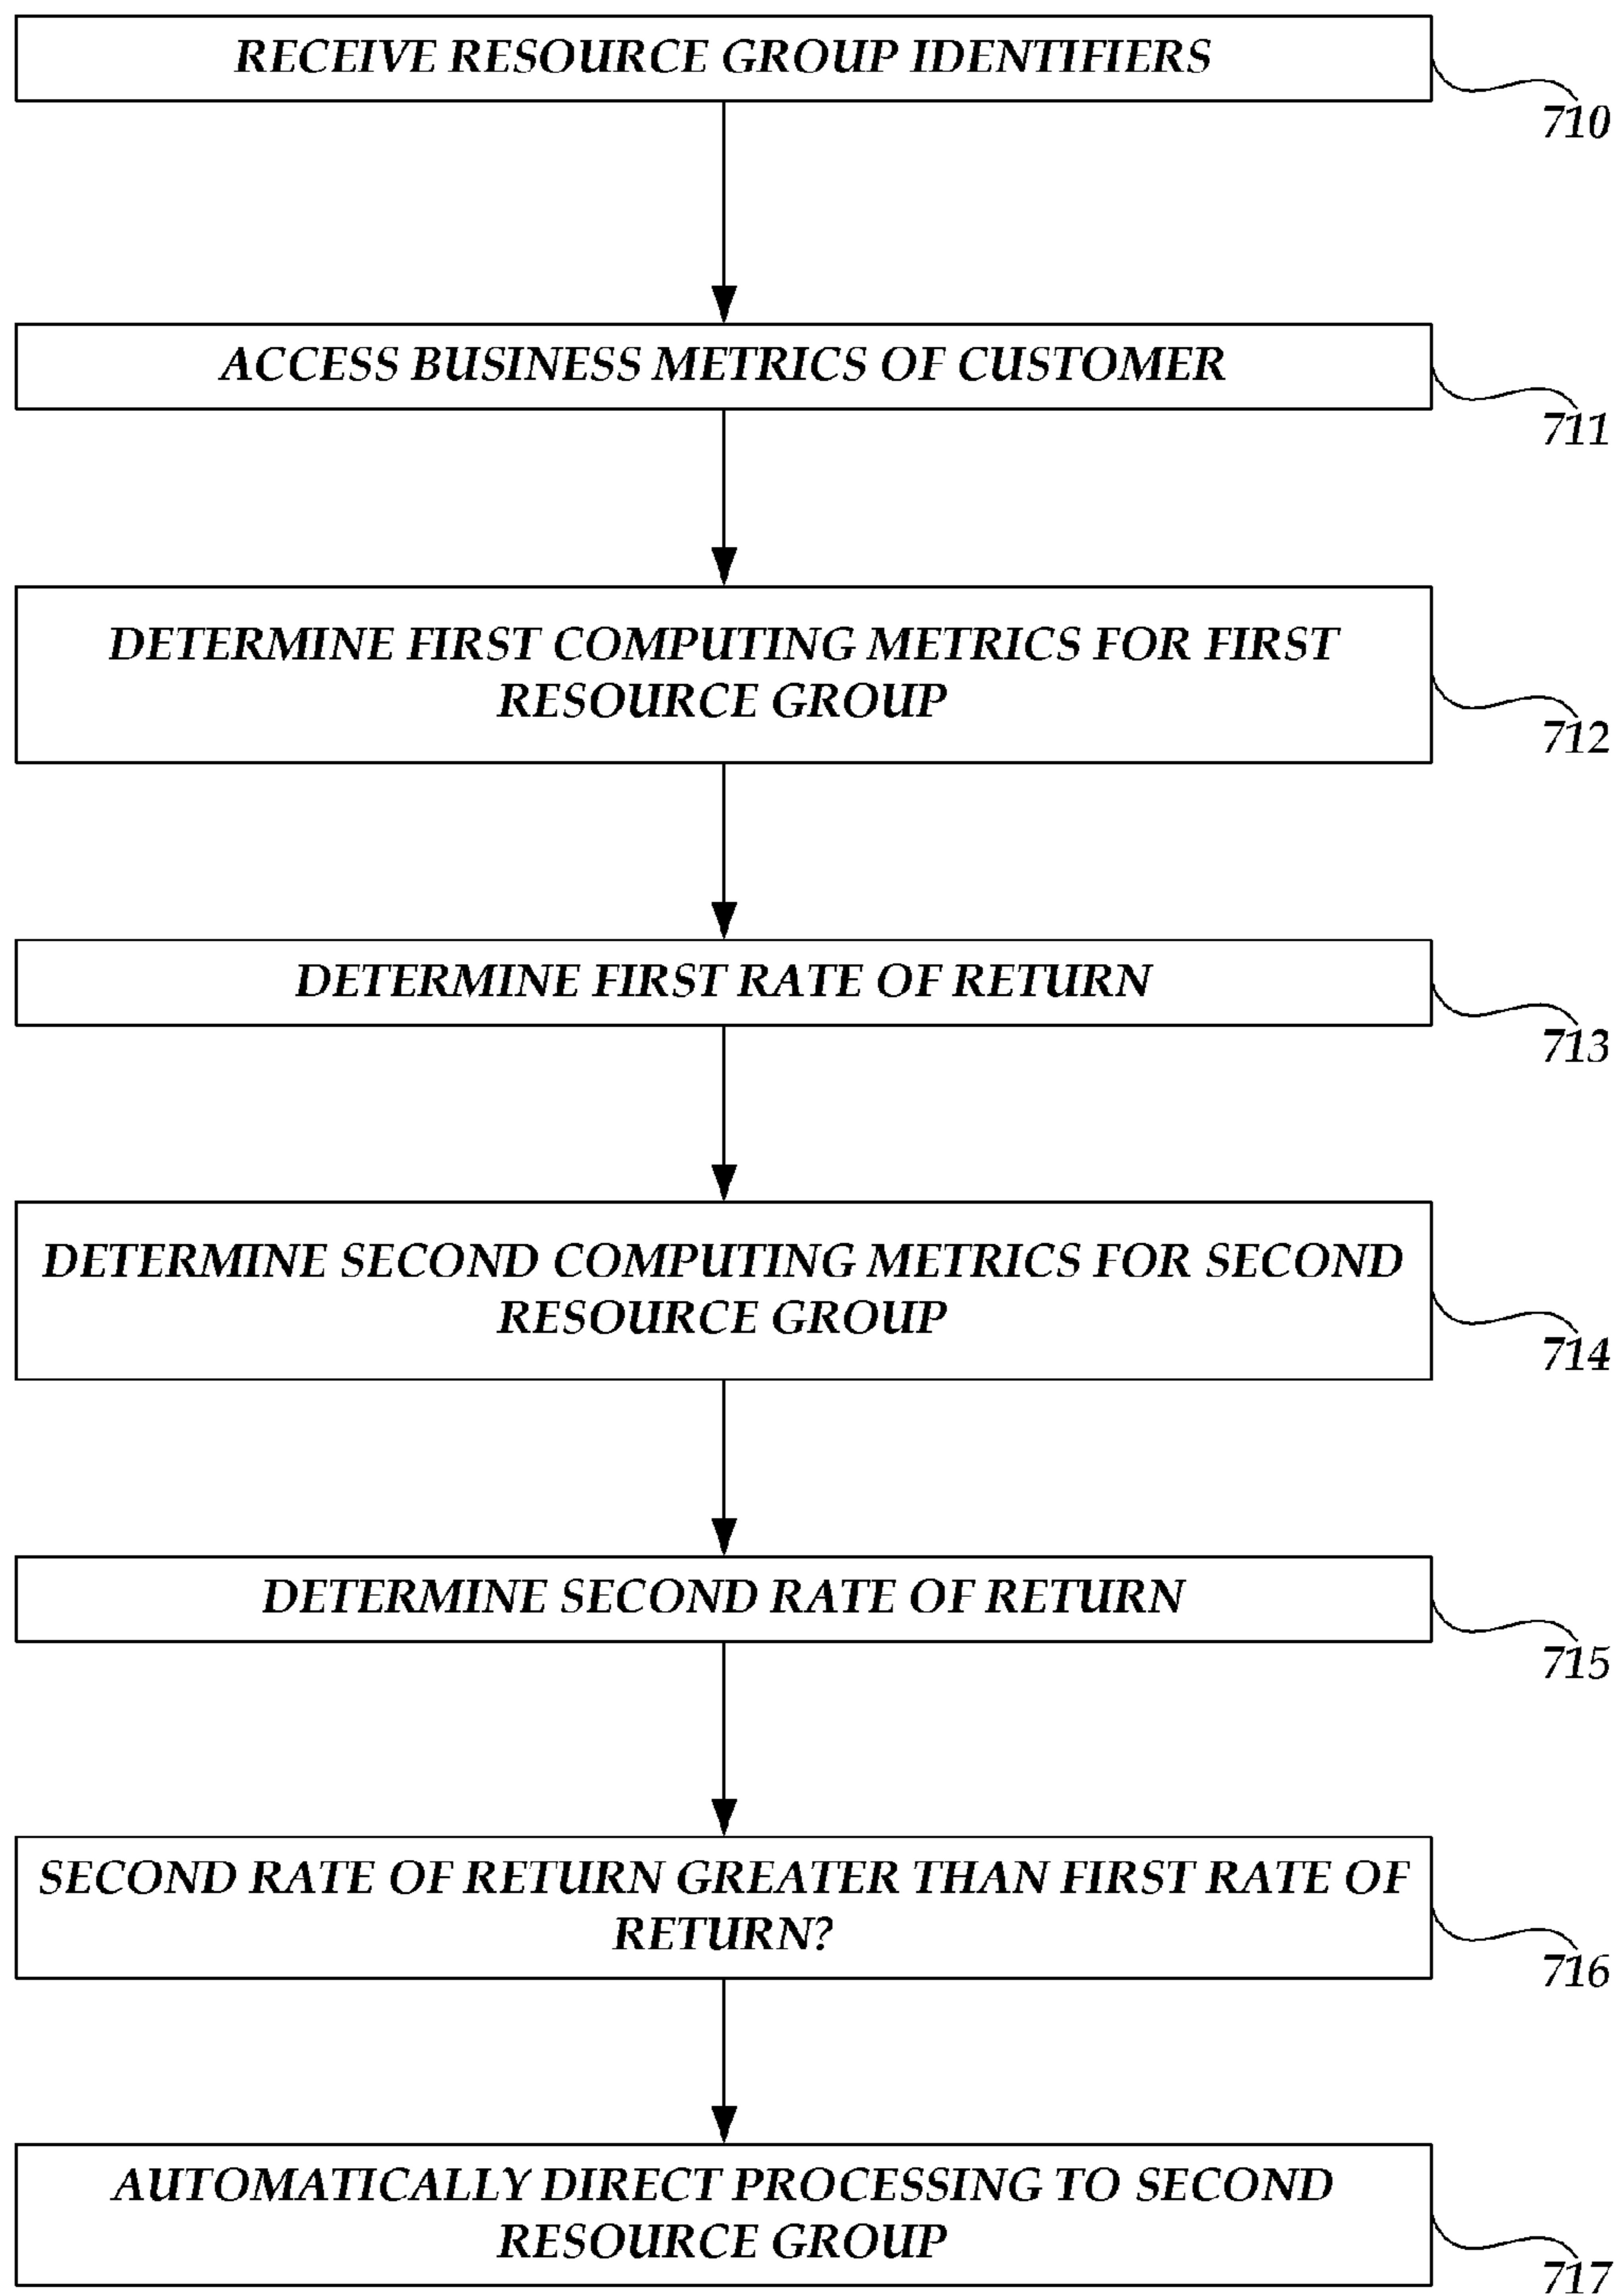 RECEIVE RESOURCE GROUP IDENTIFIERS
710
ACCESS BUSINESS METRICS OF CUSTOMER
711
DETERMINE FIRST COMPUTING METRICS FOR FIRST
RESOURCE GROUP
712
DETERMINE FIRST RATE OF RETURN
713
DETERMINE SECOND COMPUTING METRICS FOR SECOND
RESOURCE GROUP
714
DETERMINE SECOND RATE OF RETURN
715
SECOND RATE OF RETURN GREATER THAN FIRST RATE OF
RETURN?
716
AUTOMATICALLY DIRECT PROCESSING TO SECOND
RESOURCE GROUP
717